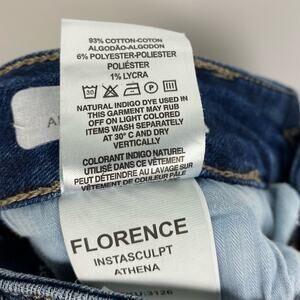 93% COTTON-COTON
ALGODÃO-ALGODON
6% POLYESTER-POLIESTER
POLIÉSTER
1% LYCRA
30
NATURAL INDIGO DYE USED IN
THIS GARMENT MAY RUB
OFF ON LIGHT COLORED
ITEMS WASH SEPARATELY
AT 30°C AND DRY
VERTICALLY
COLORANT INDIGO NATUREL
UTILISÉ DANS CE VÊTEMENT
PEUT DÉTEINDRE AU LAVAGE
VÊTEMENT DE COULEUR PÂLE
FLORENCE
INSTASCULPT
ATHENA